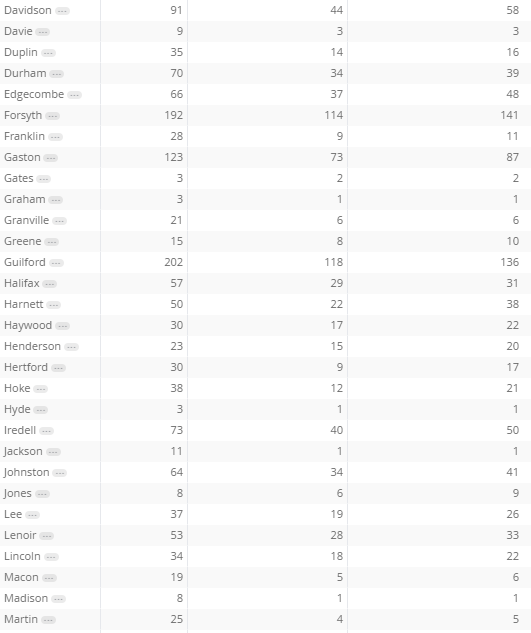 Davidson 91 44 58
Davie 9 3 3
Duplin 35 14 16
Durham 70 34 39
Edgecombe 66 37 48
Forsyth 192 114 141
Franklin 28 9 11
Gaston 123 73 87
Gates 3 2 2
Graham 3 1 1
Granville 21 6 6
Greene 15 8 10
Guilford 202 118 136
Halifax 57 29 31
Harnett 50 22 38
Haywood 30 17 22
Henderson 23 15 20
Hertford 30 9 17
Hoke 38 12 21
Hyde 3 1 1
Iredell 73 40 50
Jackson 11 1 1
Johnston 64 34 41
Jones 8 6 9
Lee 37 19 26
Lenoir 53 28 33
Lincoln 34 18 22
Macon 19 5 6
Madison 8 1 1
Martin 25 4 5